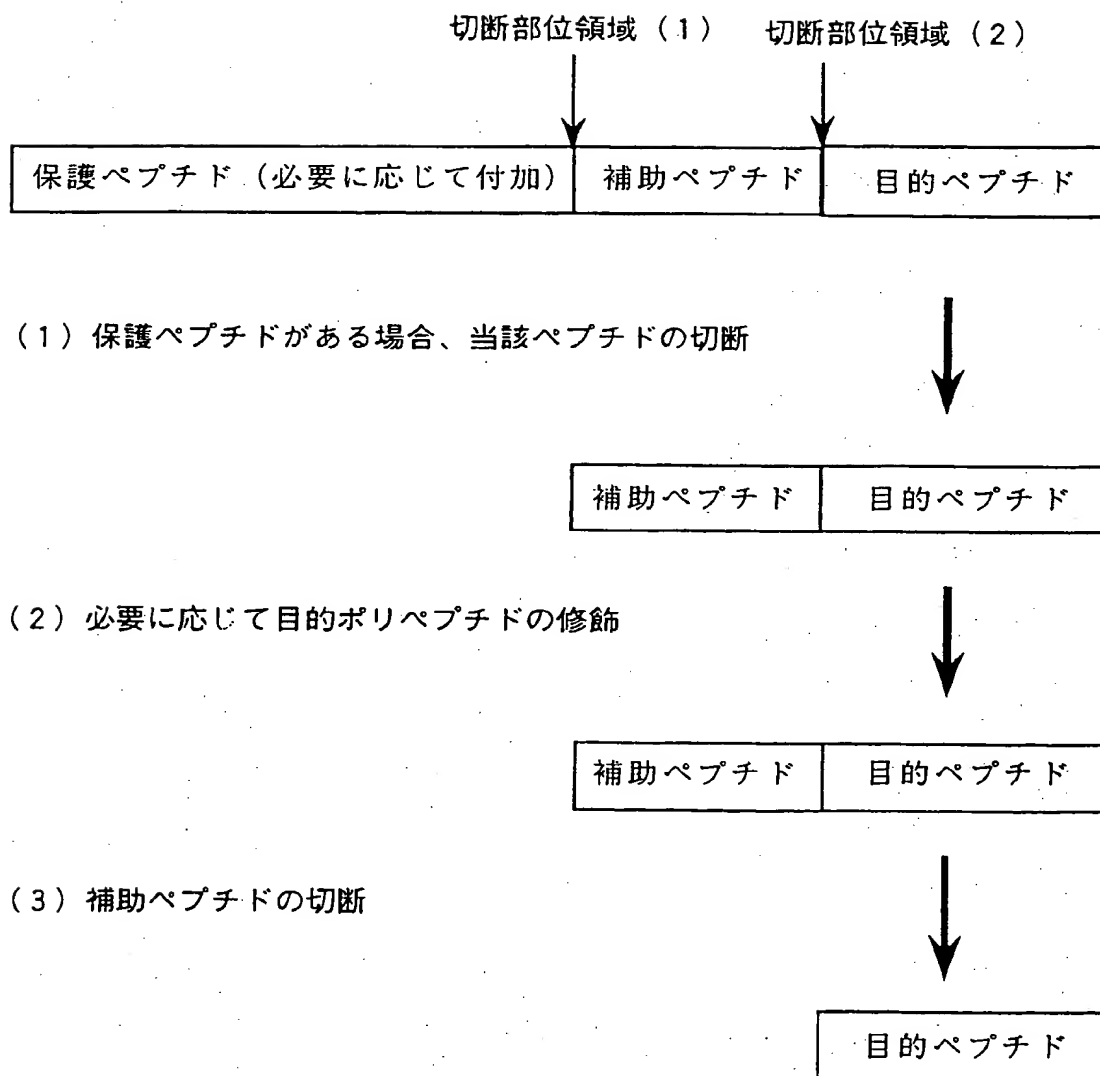 切断部位領域（1） 切断部位領域（2）
保護ペプチド（必要に応じて付加） 補助ペプチド 目的ペプチド
（1）保護ペプチドがある場合、当該ペプチドの切断
補助ペプチド 目的ペプチド
（2）必要に応じて目的ポリペプチドの修飾
補助ペプチド 目的ペプチド
（3）補助ペプチドの切断
目的ペプチド